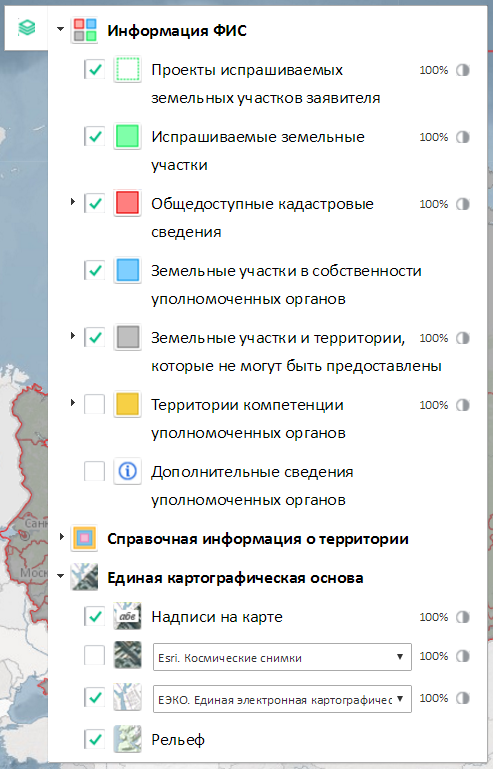 Информация ФИС
Проекты испрашиваемых 100%
земельных участков заявителя
Испрашиваемые земельные 100%
участки
Общедоступные кадастровые 100%
сведения
Земельные участки в собственности
уполномоченных органов
Земельные участки и территории, 100%
которые не могут быть предоставлены
Территории компетенции 100%
уполномоченных органов
Дополнительные сведения
уполномоченных органов
Справочная информация о территории
Единая картографическая основа
абв Надписи на карте 100%
Esri. Космические снимки 100%
ЕЭКО. Единая электронная картографичес 100%
Рельеф